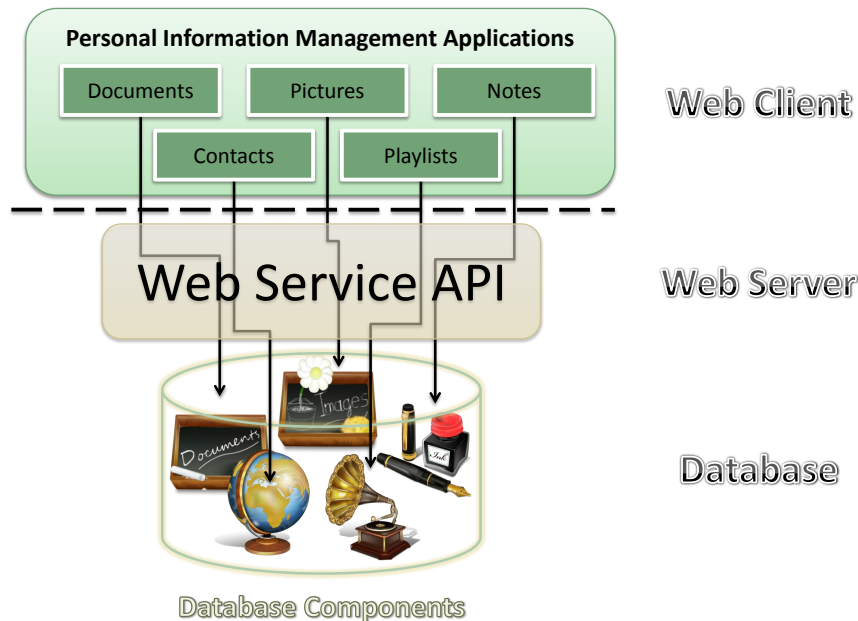 Personal Information Management Applications
Documents
Pictures
Notes
Contacts
Playlists
Web Client
Web Service API
Web Server
Images
Documents
Ink
Database
Database Components